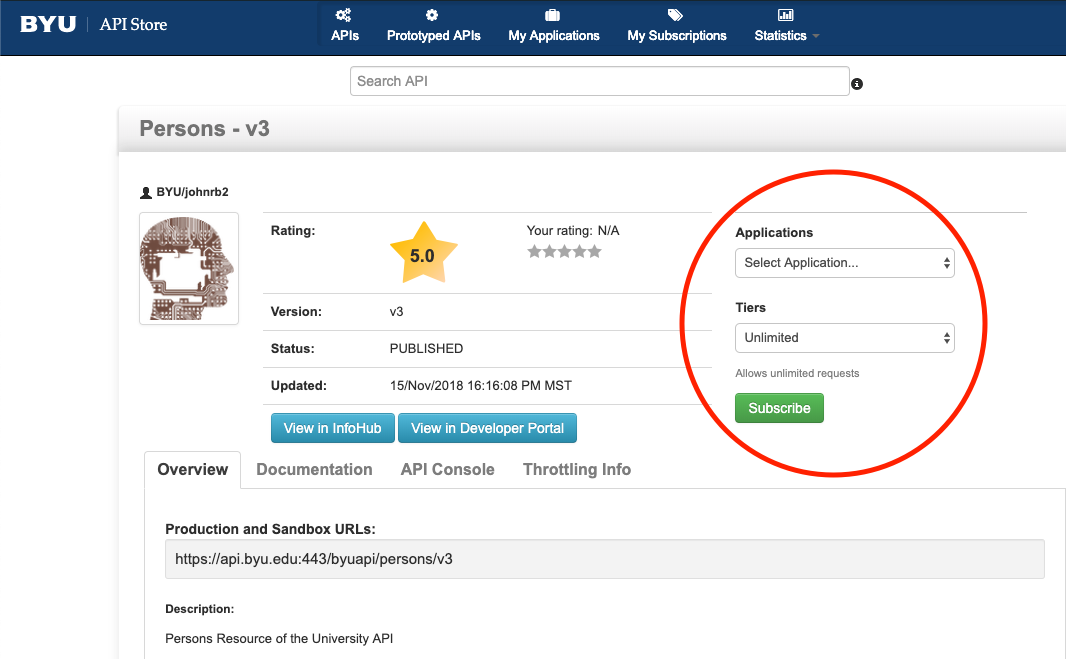 BYU API Store
APIs Prototyped APIs My Applications My Subscriptions Statistics
Search API
Persons - v3
BYU/johnrb2
Rating: 5.0 Your rating: N/A
Applications
Select Application...
Version: v3
Tiers
Unlimited
Status: PUBLISHED
Allows unlimited requests
Updated: 15/Nov/2018 16:16:08 PM MST
Subscribe
View in InfoHub View in Developer Portal
Overview Documentation API Console Throttling Info
Production and Sandbox URLs:
https://api.byu.edu:443/byuapi/persons/v3
Description:
Persons Resource of the University API